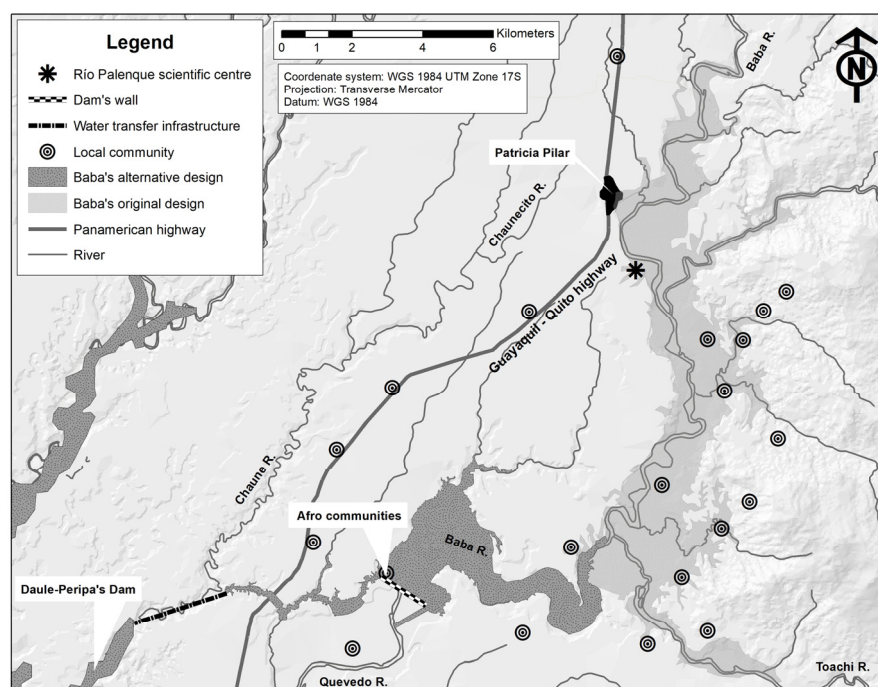 Legend
Río Palenque scientific centre
Dam's wall
Water transfer infrastructure
Local community
Baba's alternative design
Baba's original design
Panamerican highway
River
Kilometers
0 1 2 4 6
Coordenate system: WGS 1984 UTM Zone 17S
Projection: Transverse Mercator
Datum: WGS 1984
Baba R.
N
Patricia Pilar
Chaunecito R.
Guayaquil - Quito highway
Chaune R.
Afro communities
Baba R.
Daule-Peripa's Dam
Quevedo R.
Toachi R.